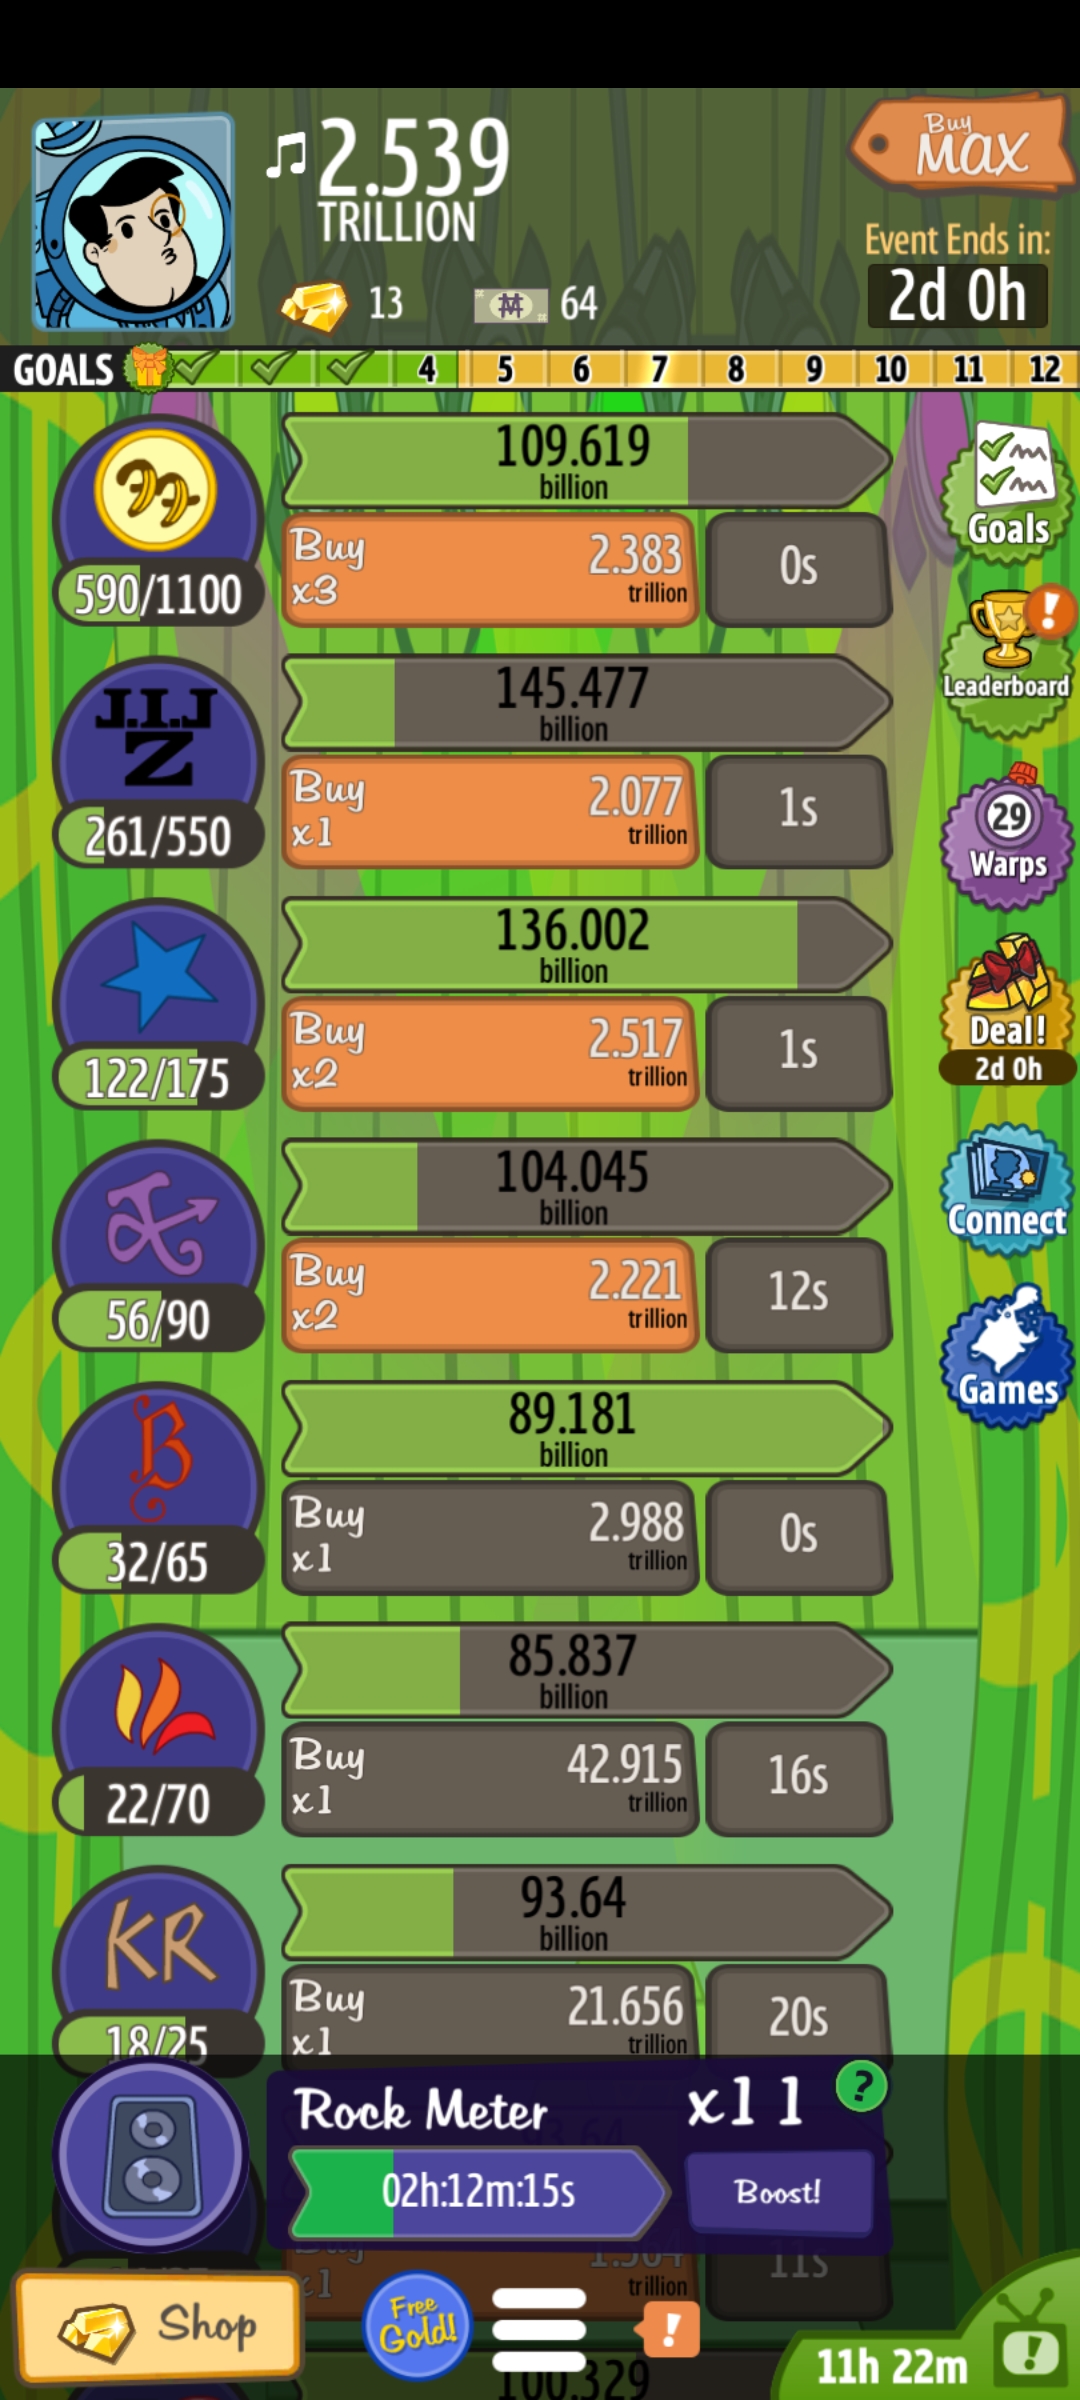 2.539
TRILLION
Buy
MAX
Event Ends in:
2d 0h
13
64
GOALS 4 5 6 7 8 9 10 11 12
109.619
billion
Buy
x3
2.383
trillion
0s
590/1100
Goals
Leaderboard
J.I.J
Z
145.477
billion
Buy
x1
2.077
trillion
1s
261/550
29
Warps
136.002
billion
Buy
x2
2.517
trillion
1s
122/175
Deal!
2d 0h
104.045
billion
Buy
x2
2.221
trillion
12s
56/90
Connect
Games
B
89.181
billion
Buy
x1
2.988
trillion
0s
32/65
85.837
billion
Buy
x1
42.915
trillion
16s
22/70
KR
93.64
billion
Buy
x1
21.656
trillion
20s
18/25
Rock Meter
x11
?
02h:12m:15s
Boost!
93.64
Buy
x1
1.504
trillion
11s
Shop
Free
Gold!
!
11h 22m
!
100.329